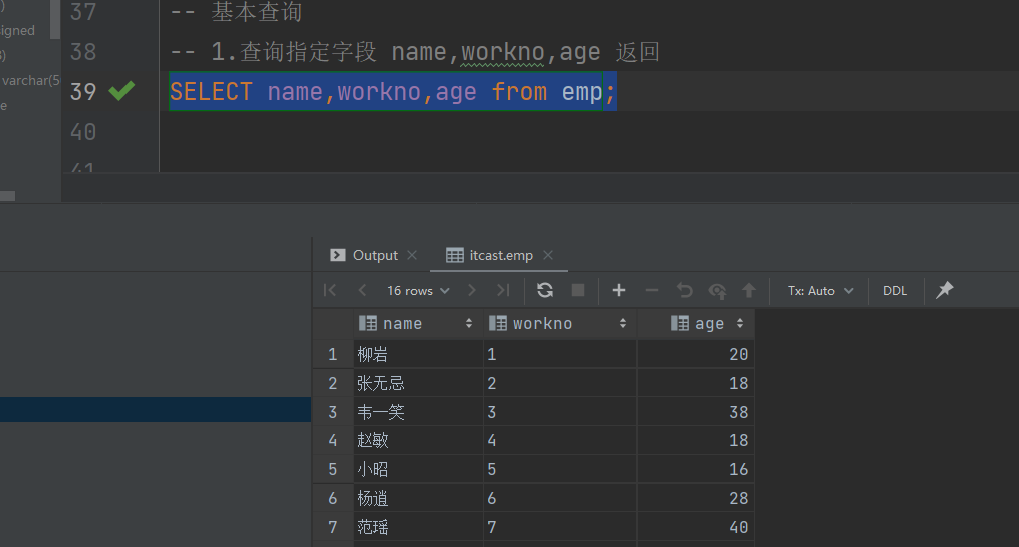 )
igned
)
varchar(5
e
37 -- 基本查询
38 -- 1.查询指定字段 name,workno,age 返回
39 SELECT name,workno,age from emp;
40
Output itcast.emp
16 rows Tx: Auto DDL
name workno age
1 柳岩 1 20
2 张无忌 2 18
3 韦一笑 3 38
4 赵敏 4 18
5 小昭 5 16
6 杨逍 6 28
7 范瑶 7 40